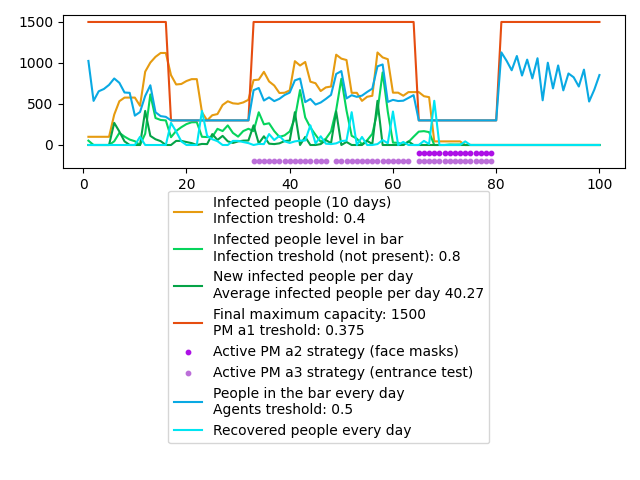 1500
1000
500
0
0 20 40 60 80 100
Infected people (10 days)
Infection treshold: 0.4
Infected people level in bar
Infection treshold (not present): 0.8
New infected people per day
Average infected people per day 40.27
Final maximum capacity: 1500
PM a1 treshold: 0.375
Active PM a2 strategy (face masks)
Active PM a3 strategy (entrance test)
People in the bar every day
Agents treshold: 0.5
Recovered people every day